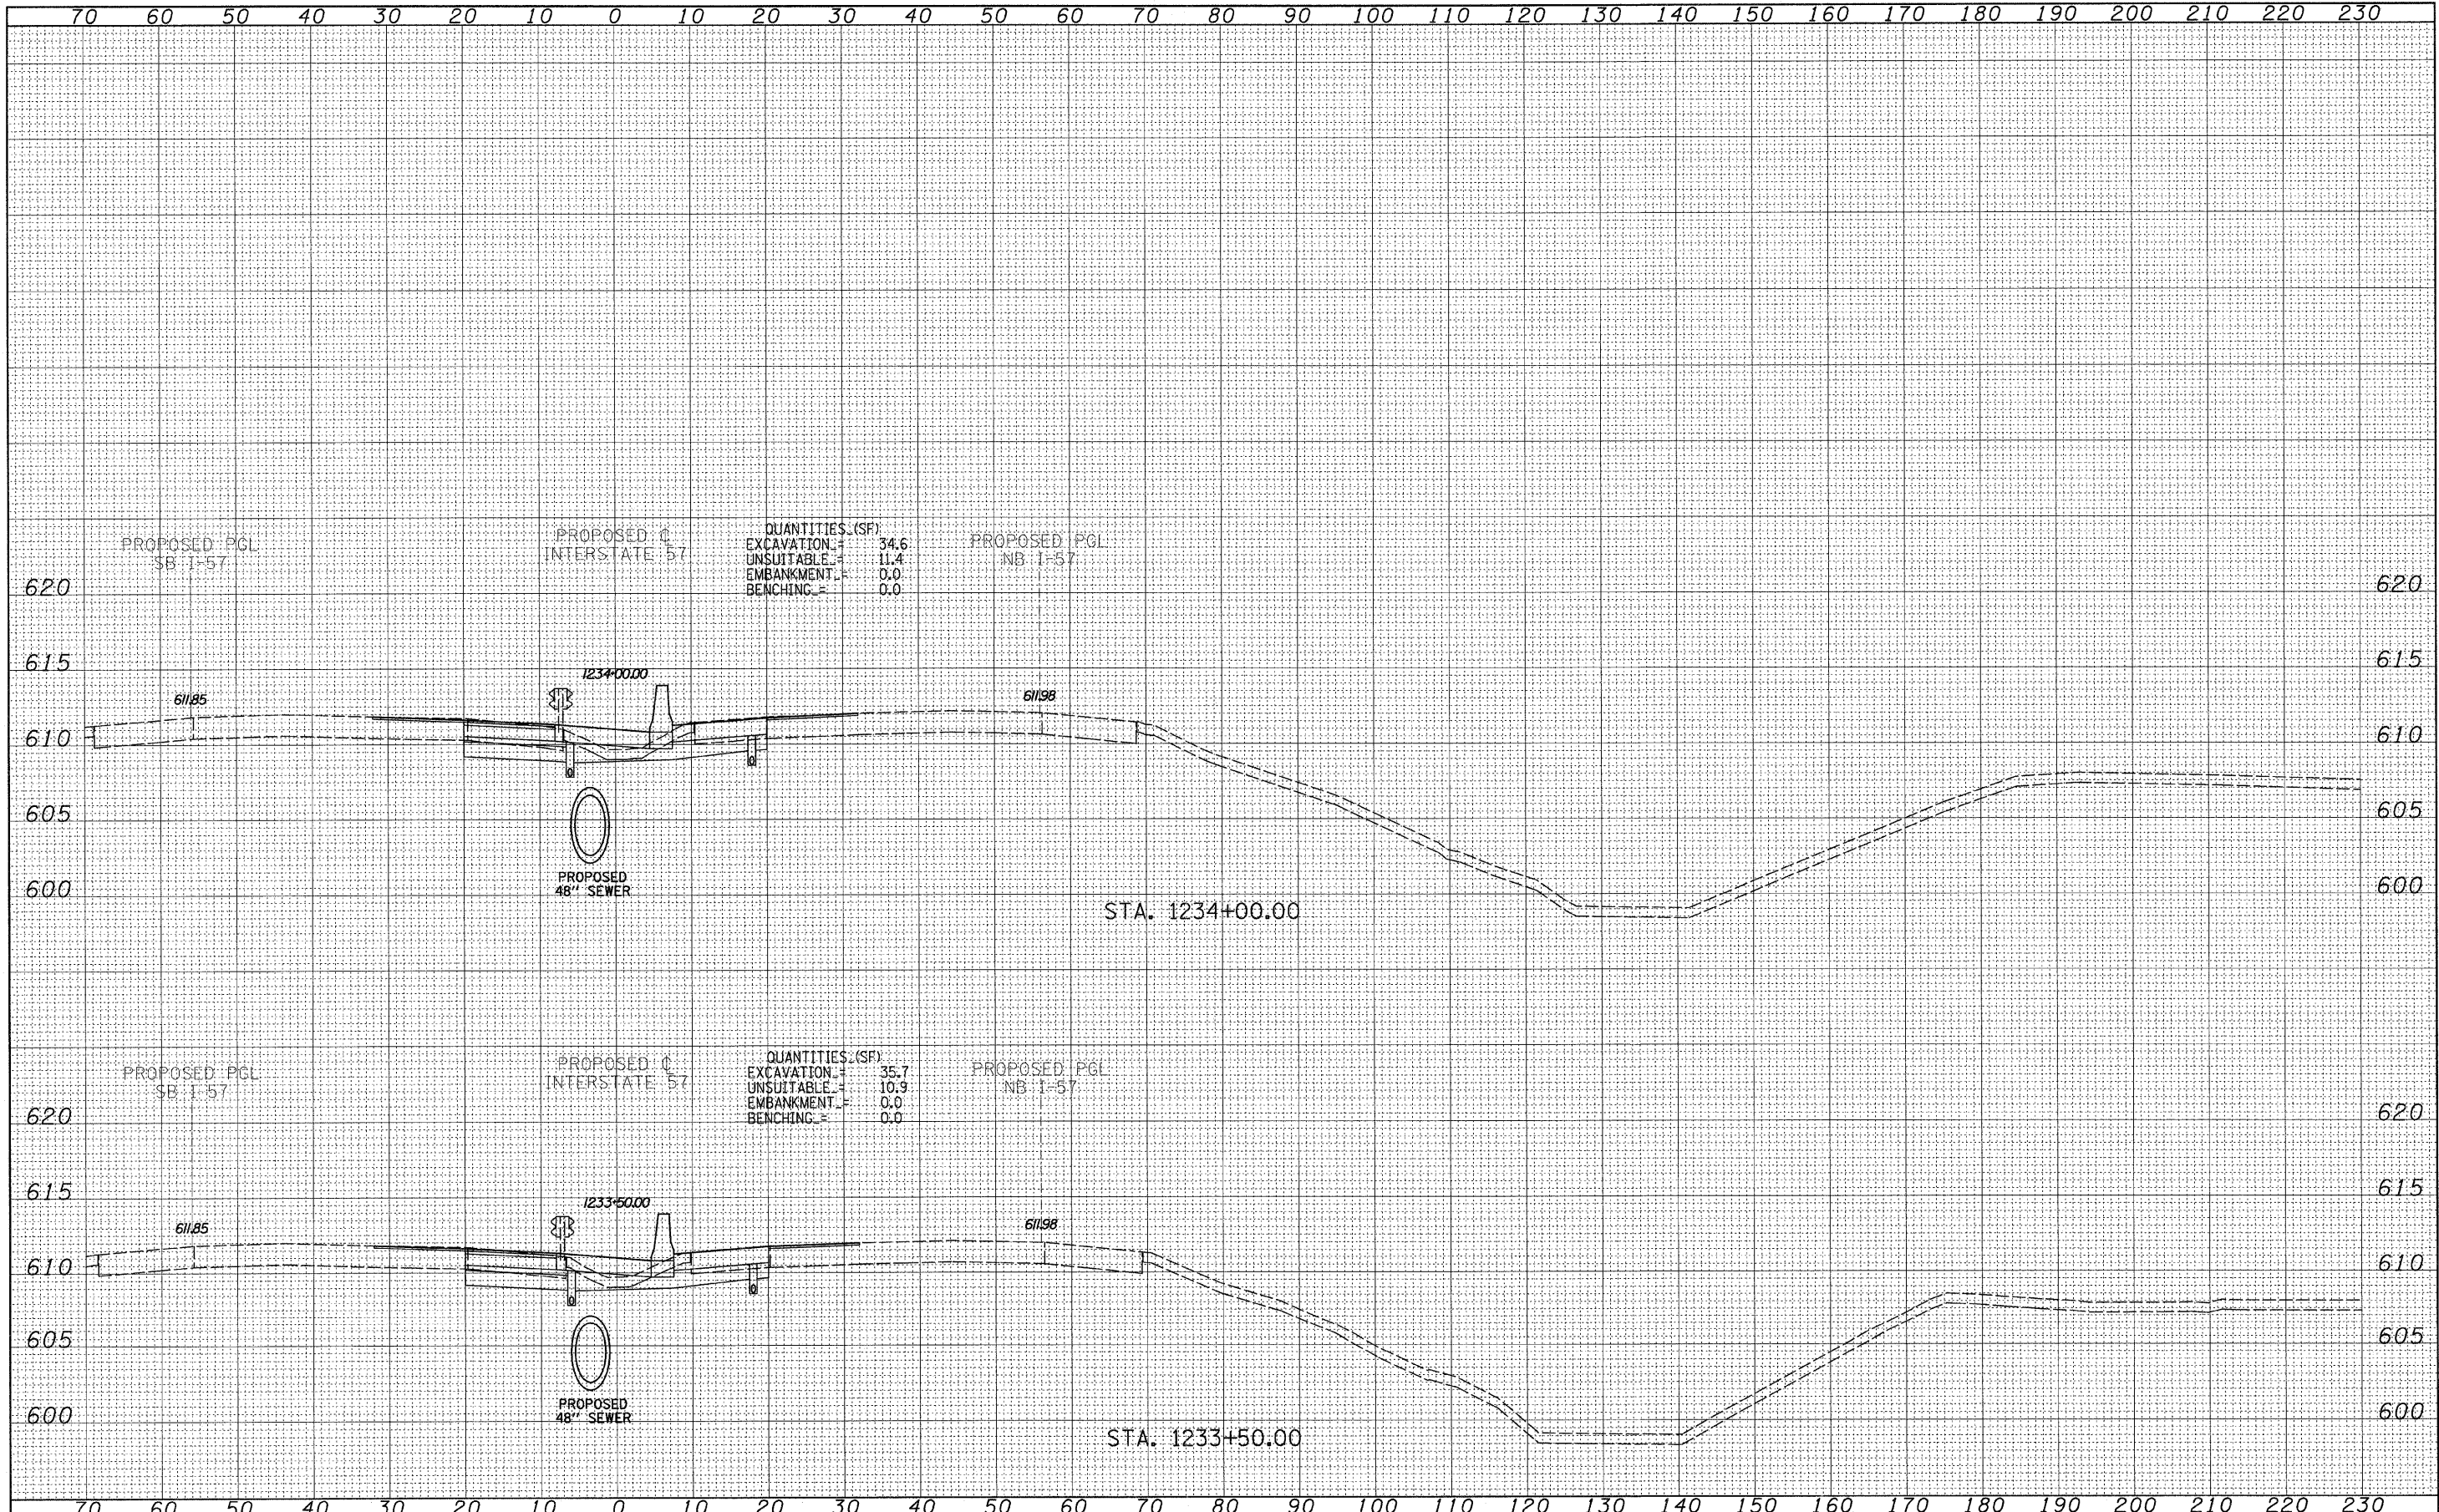 70 60 50 40 30 20 10 0 10 20 30 40 50 60 70 80 90 100 110 120 130 140 150 160 170 180 190 200 210 220 230
PROPOSED PGL
SB I-57
PROPOSED ℄
INTERSTATE 57
QUANTITIES (SF)
EXCAVATION = 34.6
UNSUITABLE = 11.4
EMBANKMENT = 0.0
BENCHING = 0.0
PROPOSED PGL
NB I-57
620 620
615 615
1234+00.00
611.85 611.98
610 610
605 605
PROPOSED
48" SEWER
600 600
STA. 1234+00.00
PROPOSED PGL
SB I-57
PROPOSED ℄
INTERSTATE 57
QUANTITIES (SF)
EXCAVATION = 35.7
UNSUITABLE = 10.9
EMBANKMENT = 0.0
BENCHING = 0.0
PROPOSED PGL
NB I-57
620 620
615 615
1233+50.00
611.85 611.98
610 610
605 605
PROPOSED
48" SEWER
600 600
STA. 1233+50.00
70 60 50 40 30 20 10 0 10 20 30 40 50 60 70 80 90 100 110 120 130 140 150 160 170 180 190 200 210 220 230